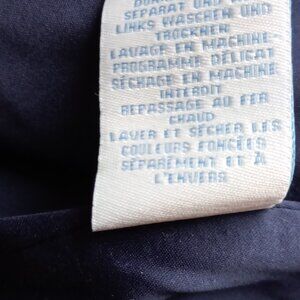 SEPARAT UND
LINKS WASCHEN UND
TROCKNEN
LAVAGE EN MACHINE-
PROGRAMME DÉLICAT
SÉCHAGE EN MACHINE
INTERDIT
REPASSAGE AU FER
CHAUD
LAVER ET SÉCHER LES
COULEURS FONCÉES
SÉPARÉMENT ET À
L'ENVERS